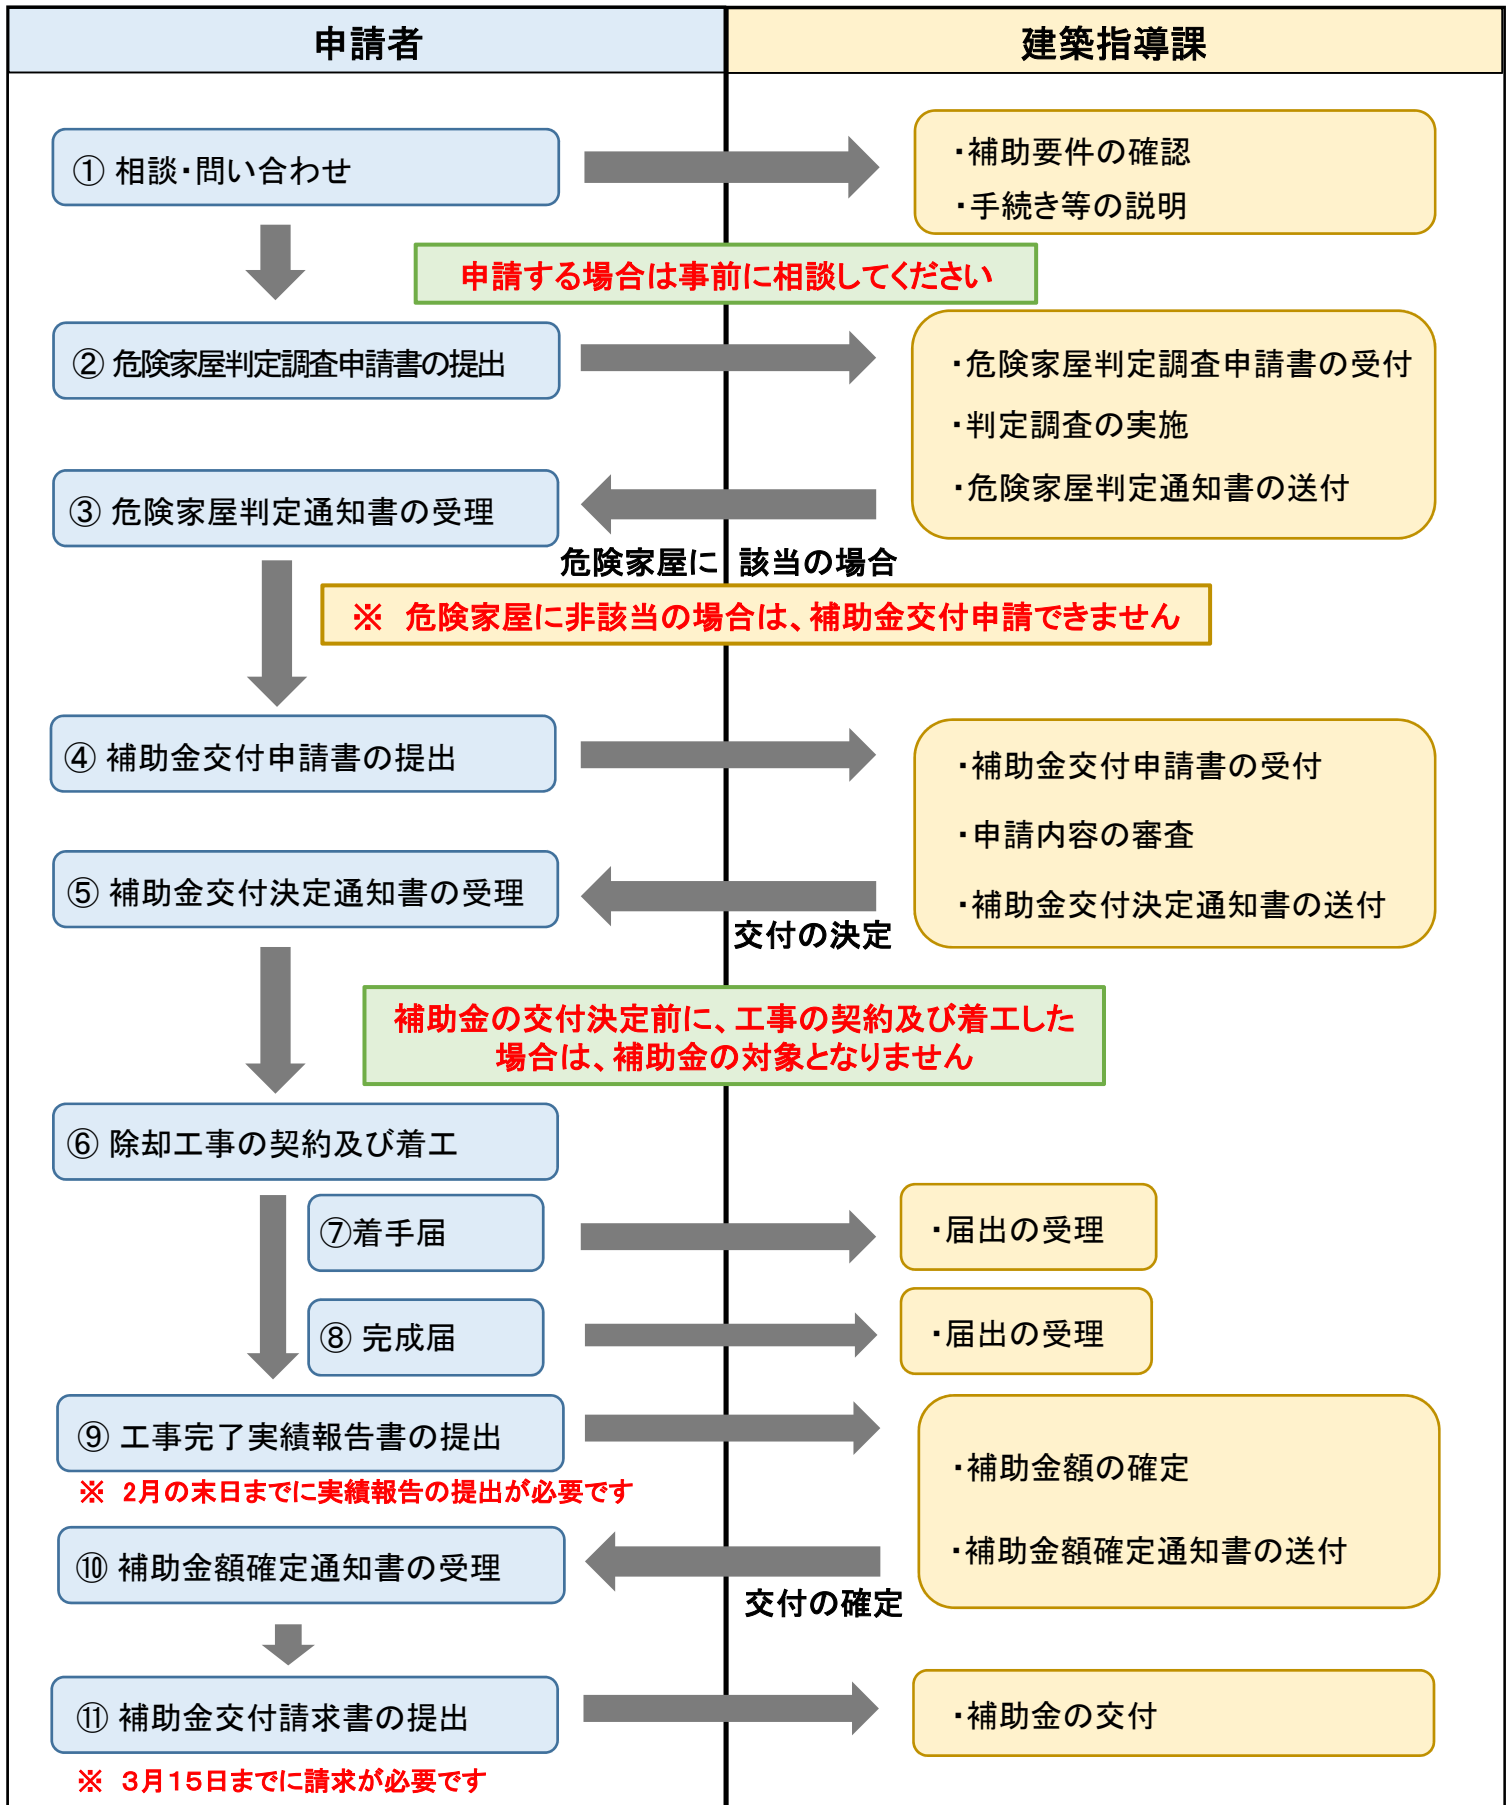 申請者
建築指導課
① 相談・問い合わせ
・補助要件の確認
・手続き等の説明
申請する場合は事前に相談してください
② 危険家屋判定調査申請書の提出
・危険家屋判定調査申請書の受付
・判定調査の実施
・危険家屋判定通知書の送付
③ 危険家屋判定通知書の受理
危険家屋に 該当の場合
※ 危険家屋に非該当の場合は、補助金交付申請できません
④ 補助金交付申請書の提出
・補助金交付申請書の受付
・申請内容の審査
・補助金交付決定通知書の送付
⑤ 補助金交付決定通知書の受理
交付の決定
補助金の交付決定前に、工事の契約及び着工した
場合は、補助金の対象となりません
⑥ 除却工事の契約及び着工
⑦着手届
・届出の受理
⑧ 完成届
・届出の受理
⑨ 工事完了実績報告書の提出
※ 2月の末日までに実績報告の提出が必要です
・補助金額の確定
・補助金額確定通知書の送付
⑩ 補助金額確定通知書の受理
交付の確定
⑪ 補助金交付請求書の提出
・補助金の交付
※ 3月15日までに請求が必要です